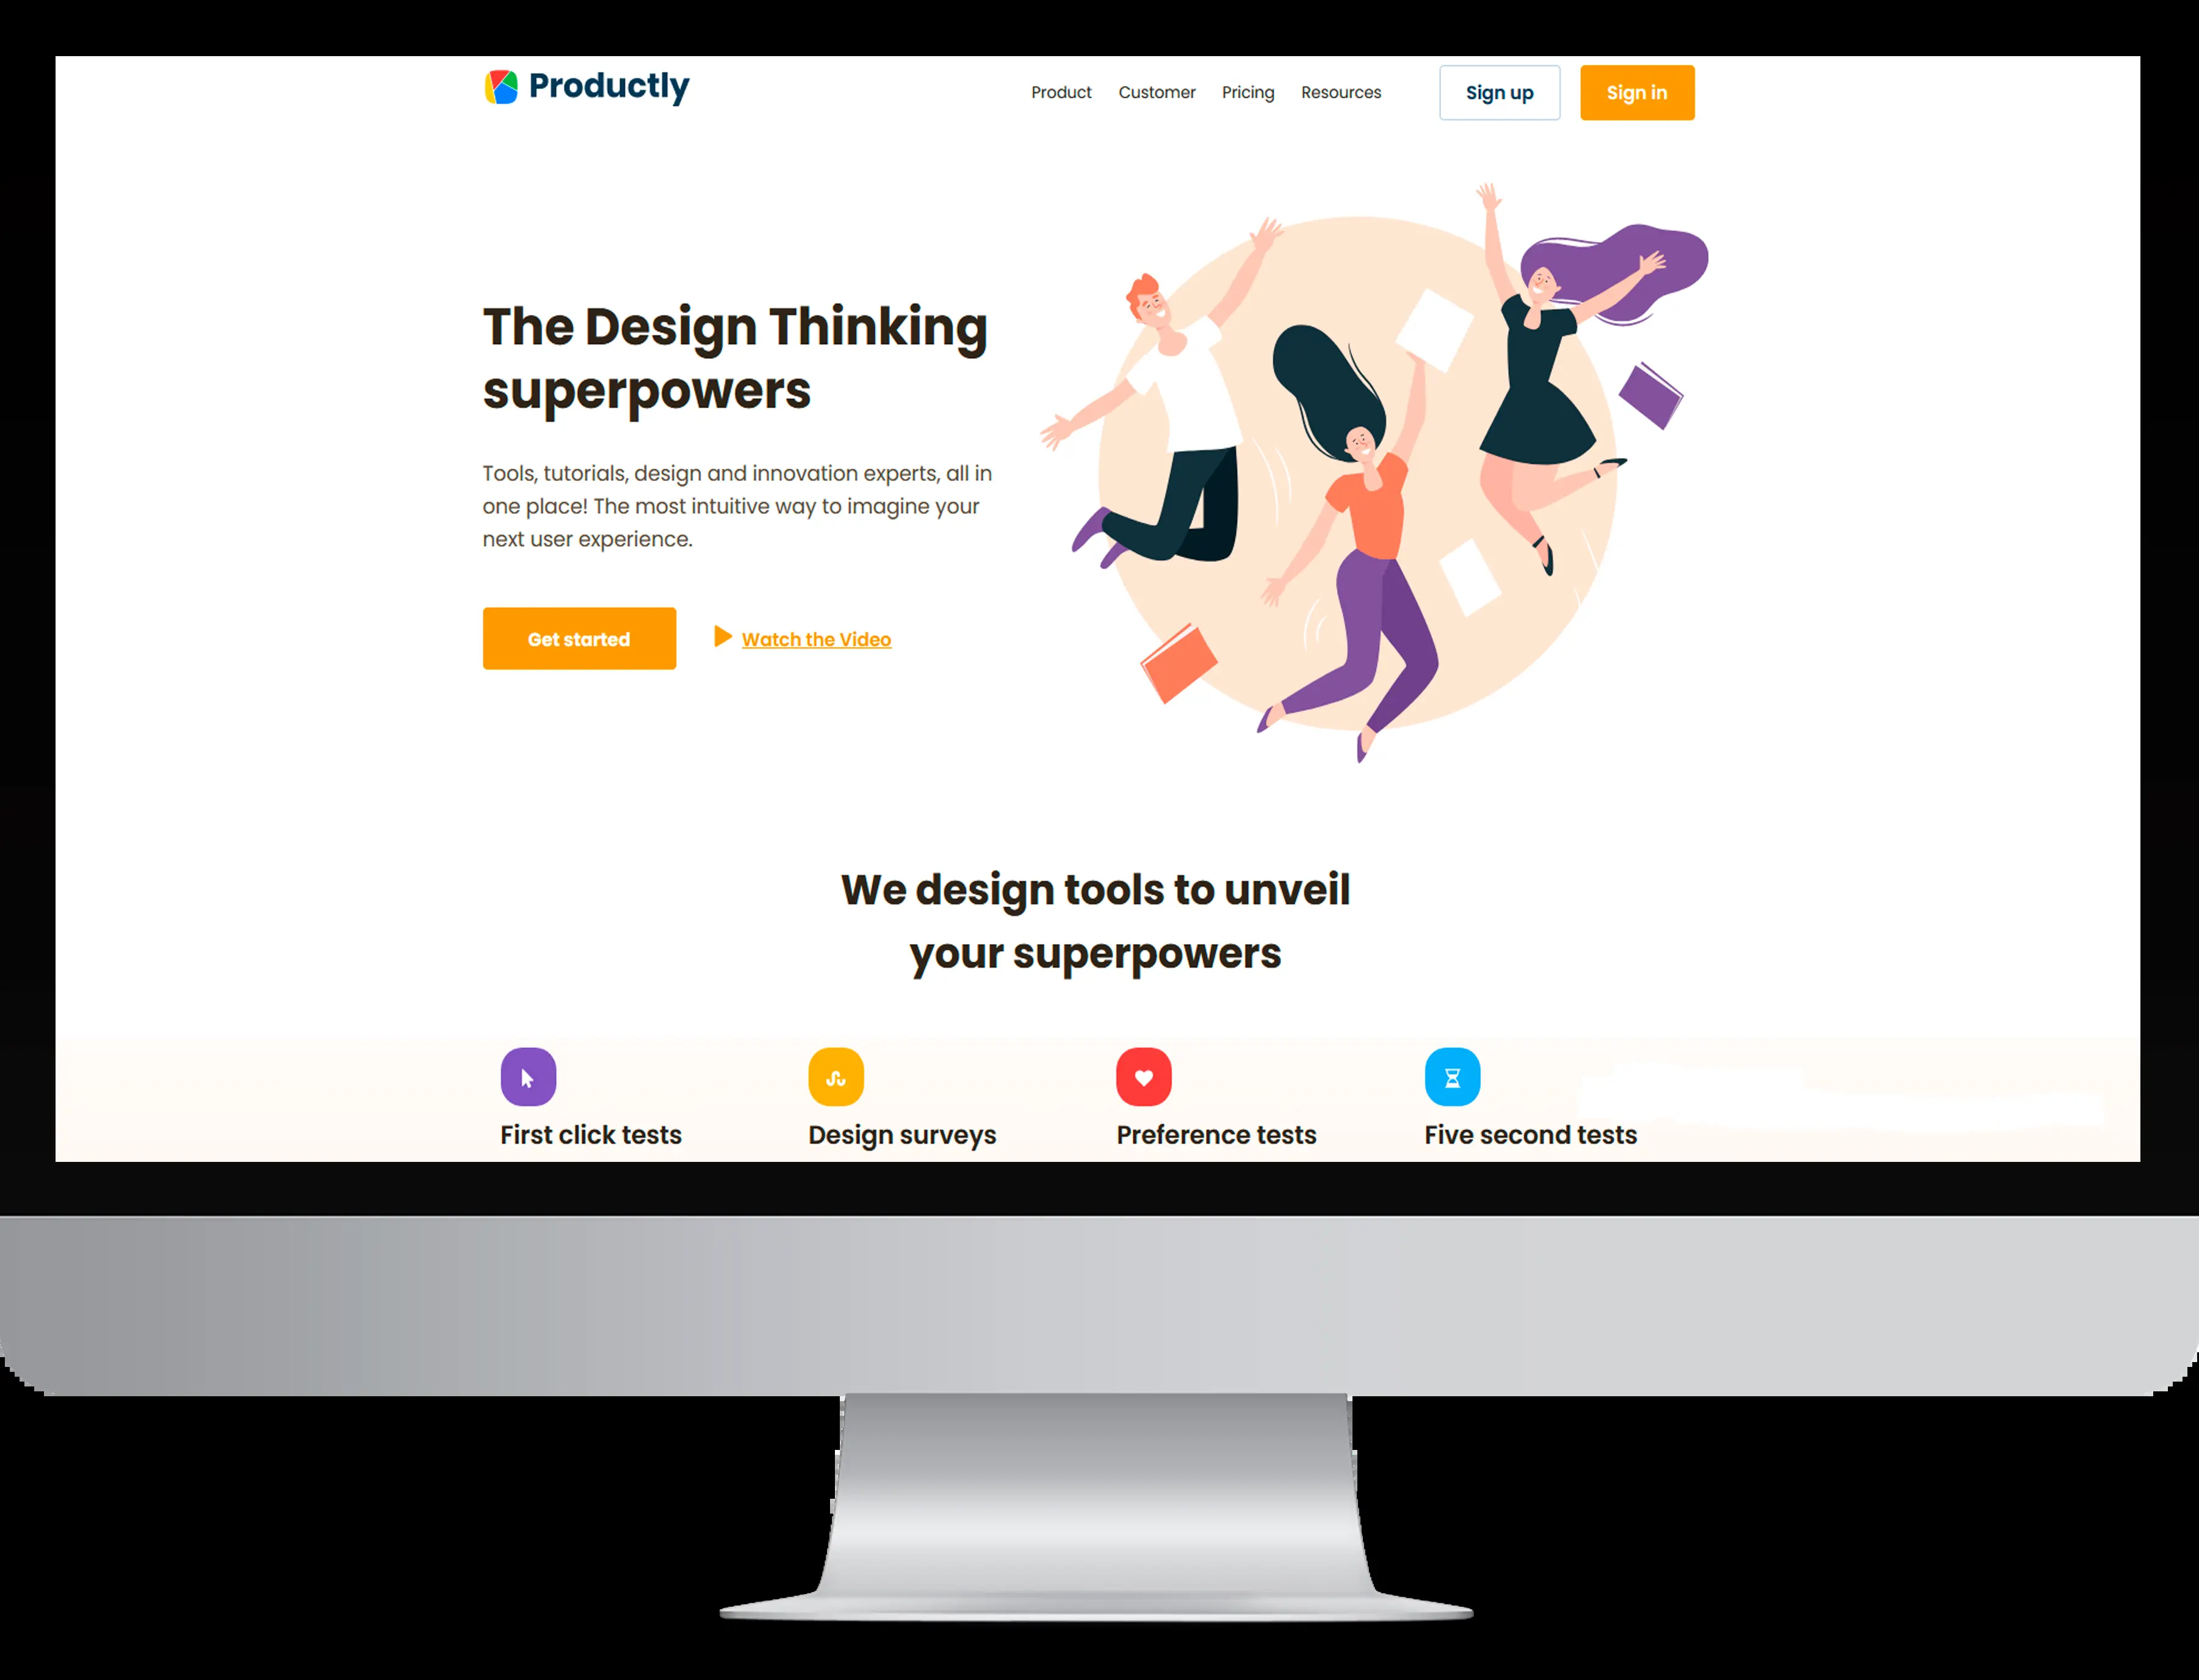 Productly
Product Customer Pricing Resources Sign up Sign in
The Design Thinking
superpowers
Tools, tutorials, design and innovation experts, all in
one place! The most intuitive way to imagine your
next user experience.
Get started Watch the Video
We design tools to unveil
your superpowers
First click tests Design surveys Preference tests Five second tests